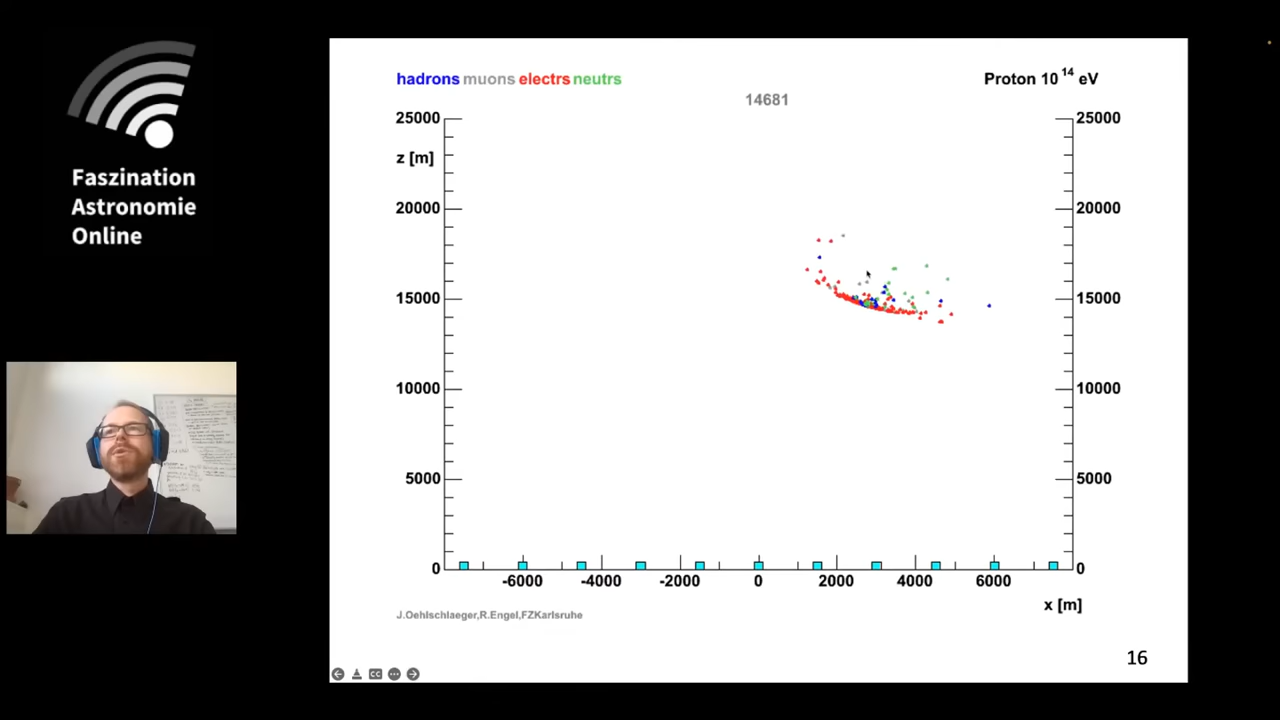 Faszination
Astronomie
Online
hadrons muons electrs neutrs
Proton 10 14 eV
14681
25000
25000
z [m]
20000
20000
15000
15000
10000
10000
5000
5000
0
0
-6000
-4000
-2000
0
2000
4000
6000
x [m]
J.Oehlschlaeger,R.Engel,FZKarlsruhe
16
CC